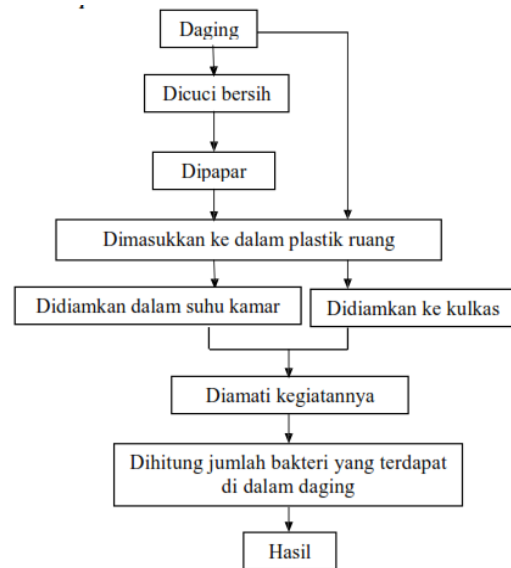 Daging
Dicuci bersih
Dipapar
Dimasukkan ke dalam plastik ruang
Didiamkan dalam suhu kamar
Didiamkan ke kulkas
Diamati kegiatannya
Dihitung jumlah bakteri yang terdapat
di dalam daging
Hasil